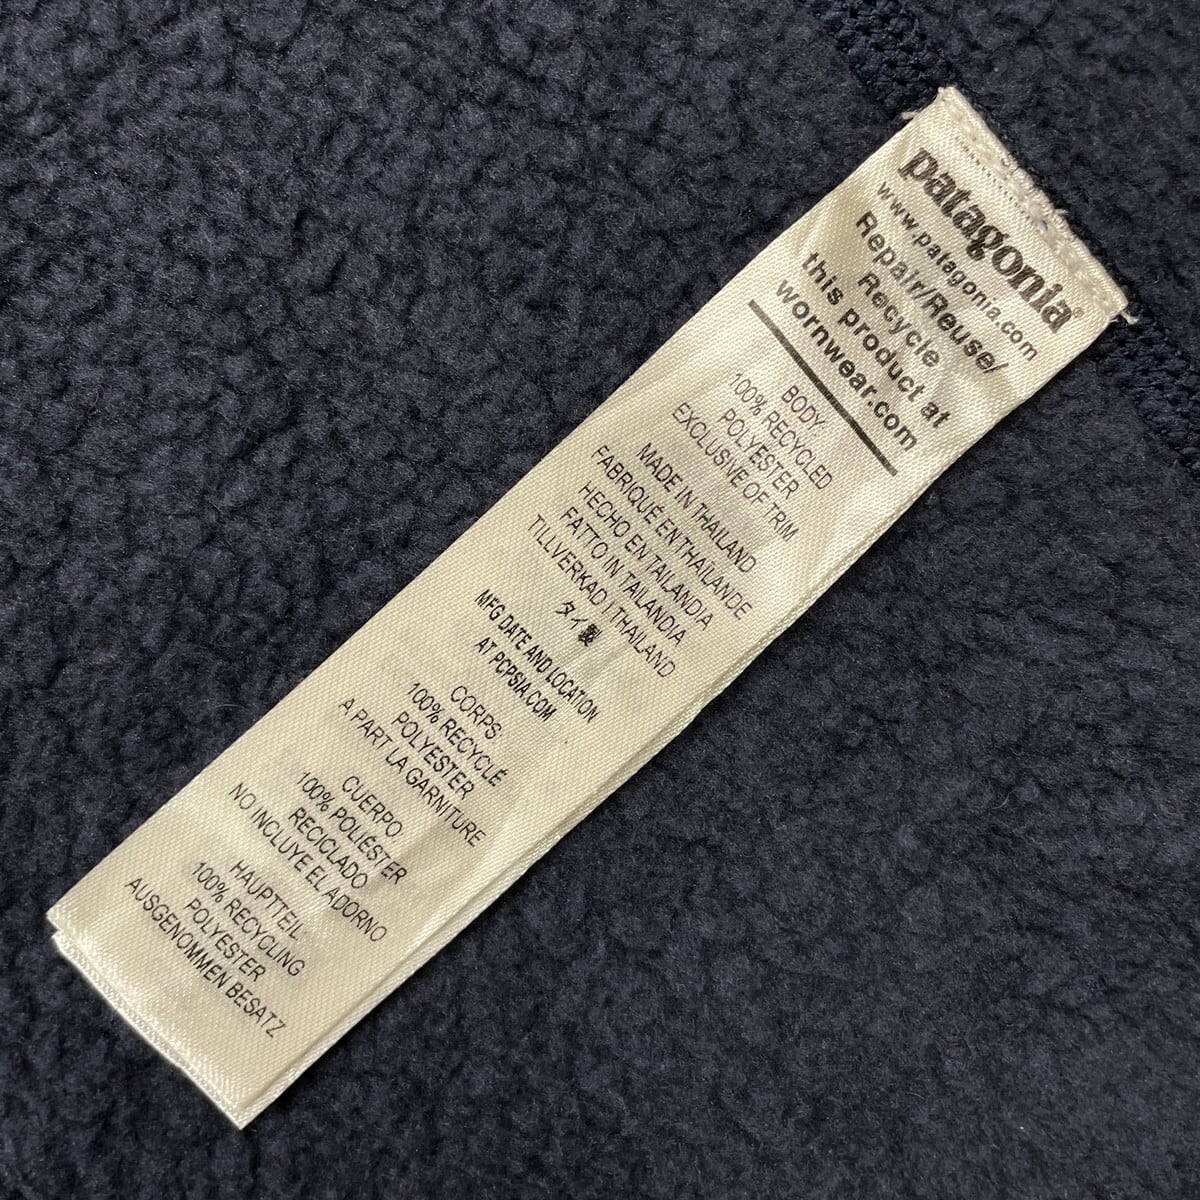 patagonia®
www.patagonia.com
Repair/Reuse/
Recycle
this product at
wornwear.com
BODY:
100% RECYCLED
POLYESTER
EXCLUSIVE OF TRIM
MADE IN THAILAND
FABRIQUÉ EN THAÏLANDE
HECHO EN TAILANDIA
FATTO IN TAILANDIA
TILLVERKAD I THAILAND
タイ製
MFG DATE AND LOCATION
AT PCPSIA.COM
CORPS:
100% RECYCLÉ
POLYESTER
A PART LA GARNITURE
CUERPO:
100% POLIÉSTER
RECICLADO
NO INCLUYE EL ADORNO
HAUPTTEIL:
100% RECYCLING
POLYESTER
AUSGENOMMEN BESATZ